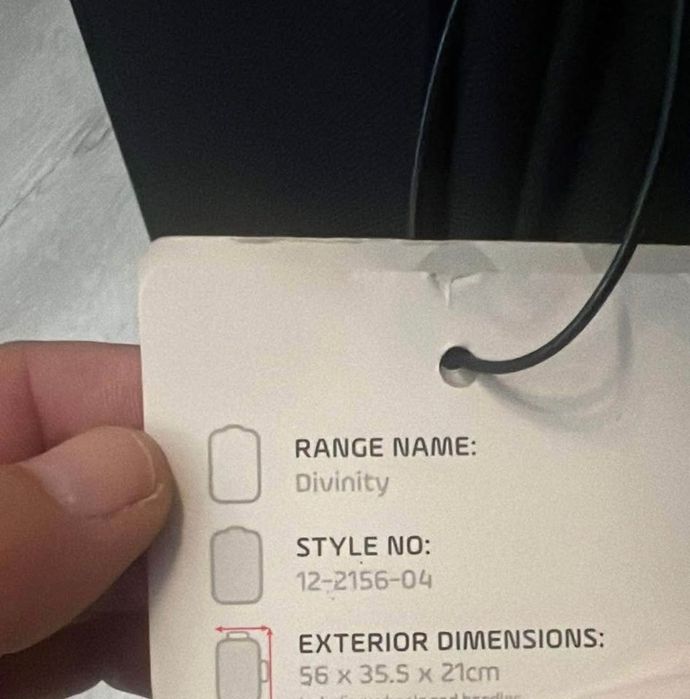 RANGE NAME:
Divinity
STYLE NO:
12-2156-04
EXTERIOR DIMENSIONS:
56 x 35.5 x 21cm